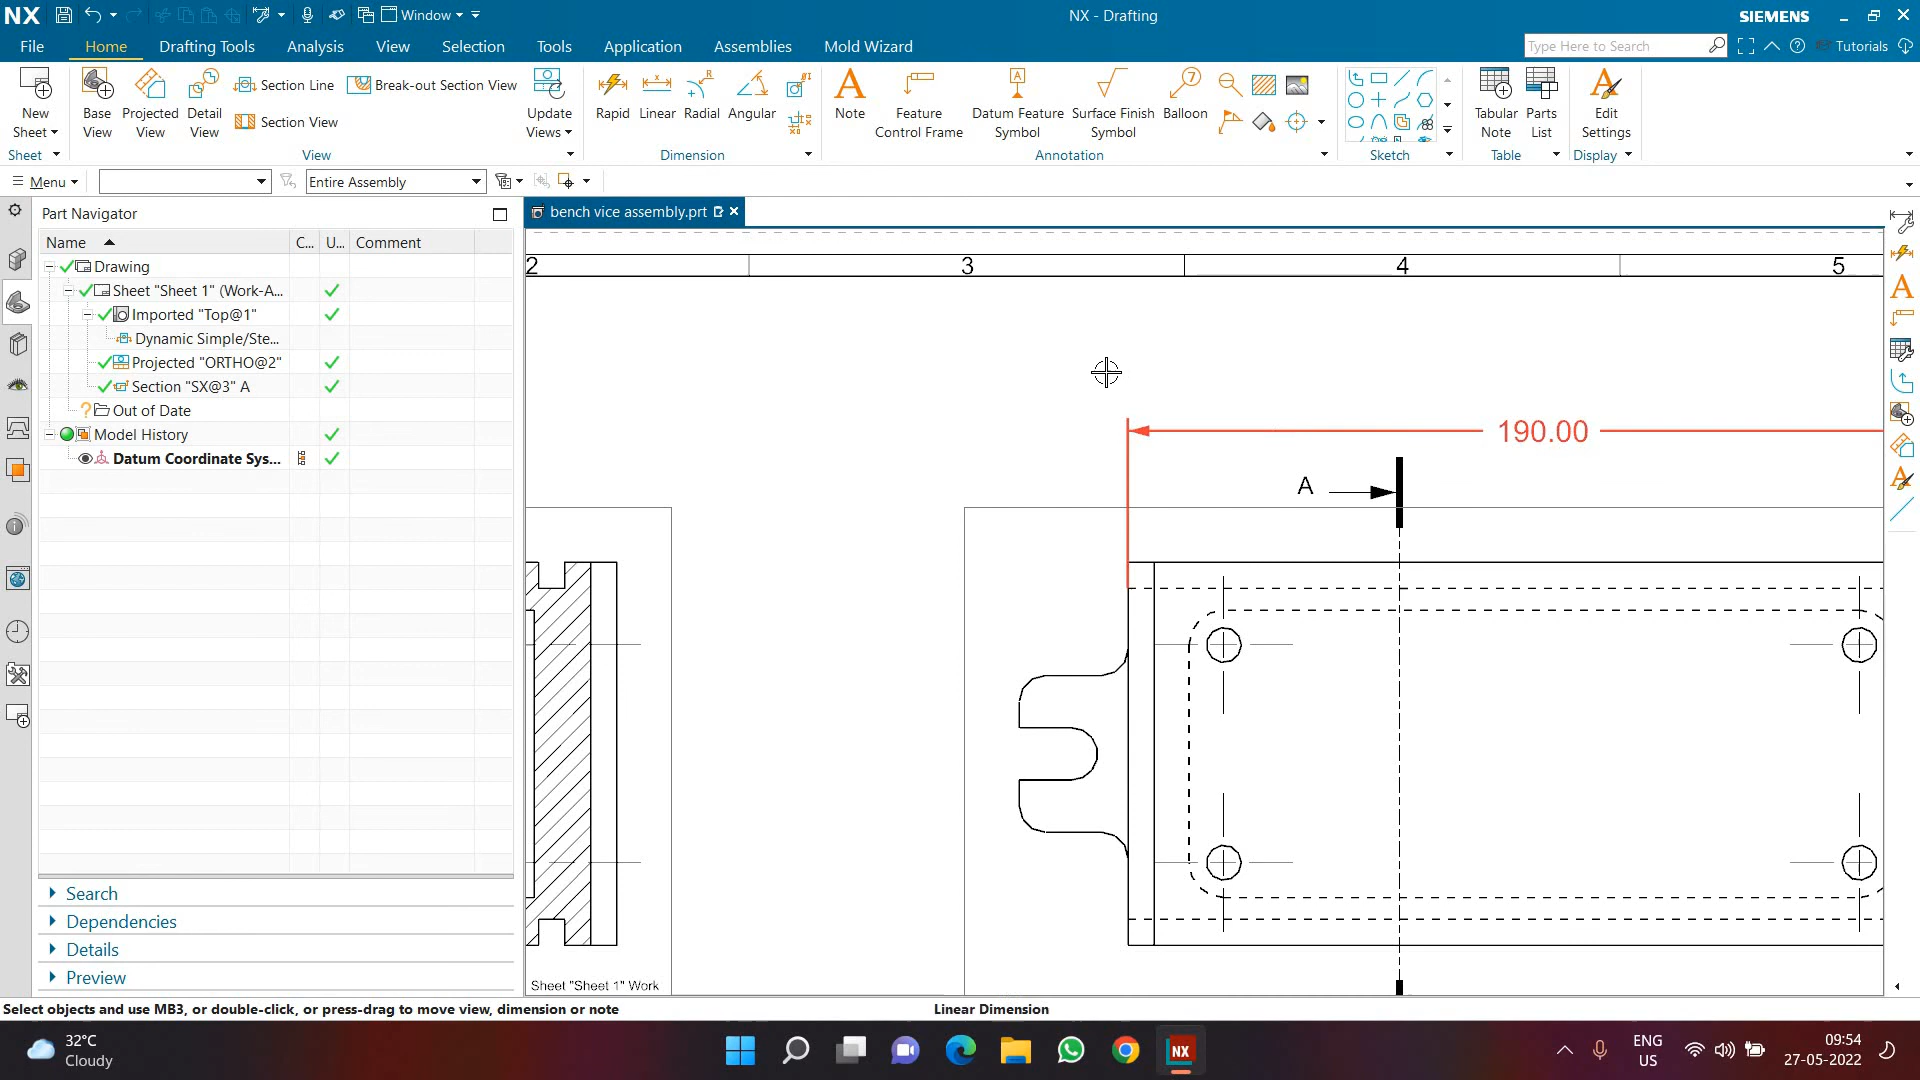 NX
Window
NX - Drafting
SIEMENS
File
Home
Drafting Tools
Analysis
View
Selection
Tools
Application
Assemblies
Mold Wizard
Type Here to Search
Tutorials
New Sheet
Base View
Projected View
Detail View
Section Line
Break-out Section View
Section View
Update Views
Rapid
Linear
Radial
Angular
Note
Feature Control Frame
Datum Feature Symbol
Surface Finish Symbol
Balloon
Tabular Note
Parts List
Edit Settings
Sheet
View
Dimension
Annotation
Sketch
Table
Display
Menu
Entire Assembly
Part Navigator
bench vice assembly.prt
Name
C...
U...
Comment
Drawing
Sheet "Sheet 1" (Work-A...
Imported "Top@1"
Dynamic Simple/Ste...
Projected "ORTHO@2"
Section "SX@3" A
Out of Date
Model History
Datum Coordinate Sys...
2
3
4
5
190.00
A
Search
Dependencies
Details
Preview
Sheet "Sheet 1" Work
Select objects and use MB3, or double-click, or press-drag to move view, dimension or note
Linear Dimension
32°C
Cloudy
NX
ENG
US
09:54
27-05-2022